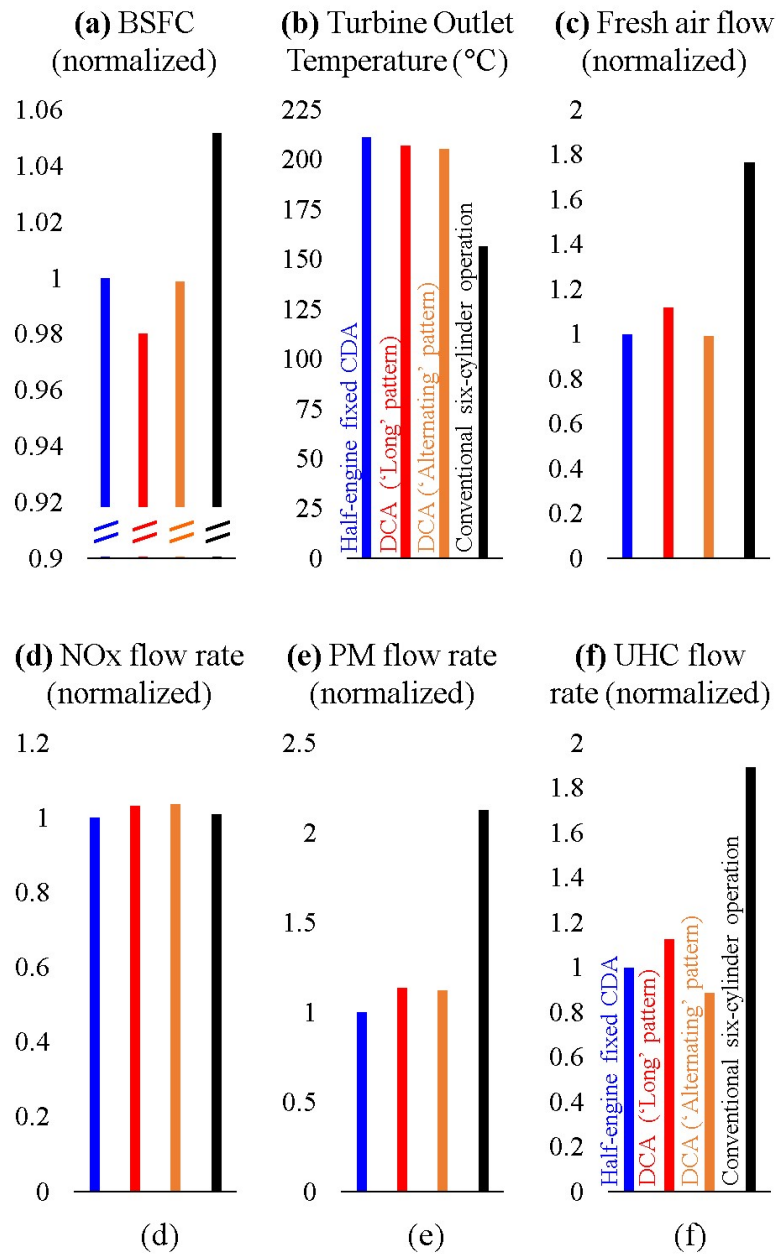 (a) BSFC
(normalized)
1.06
1.04
1.02
1
0.98
0.96
0.94
0.92
0.9
(b) Turbine Outlet
Temperature (°C)
225
200
175
150
125
100
75
50
25
0
Half-engine fixed CDA
DCA (‘Long’ pattern)
DCA (‘Alternating’ pattern)
Conventional six-cylinder operation
(c) Fresh air flow
(normalized)
2
1.8
1.6
1.4
1.2
1
0.8
0.6
0.4
0.2
0
(d) NOx flow rate
(normalized)
1.2
1
0.8
0.6
0.4
0.2
0
(d)
(e) PM flow rate
(normalized)
2.5
2
1.5
1
0.5
0
(e)
(f) UHC flow
rate (normalized)
2
1.8
1.6
1.4
1.2
1
0.8
0.6
0.4
0.2
0
Half-engine fixed CDA
DCA (‘Long’ pattern)
DCA (‘Alternating’ pattern)
Conventional six-cylinder operation
(f)